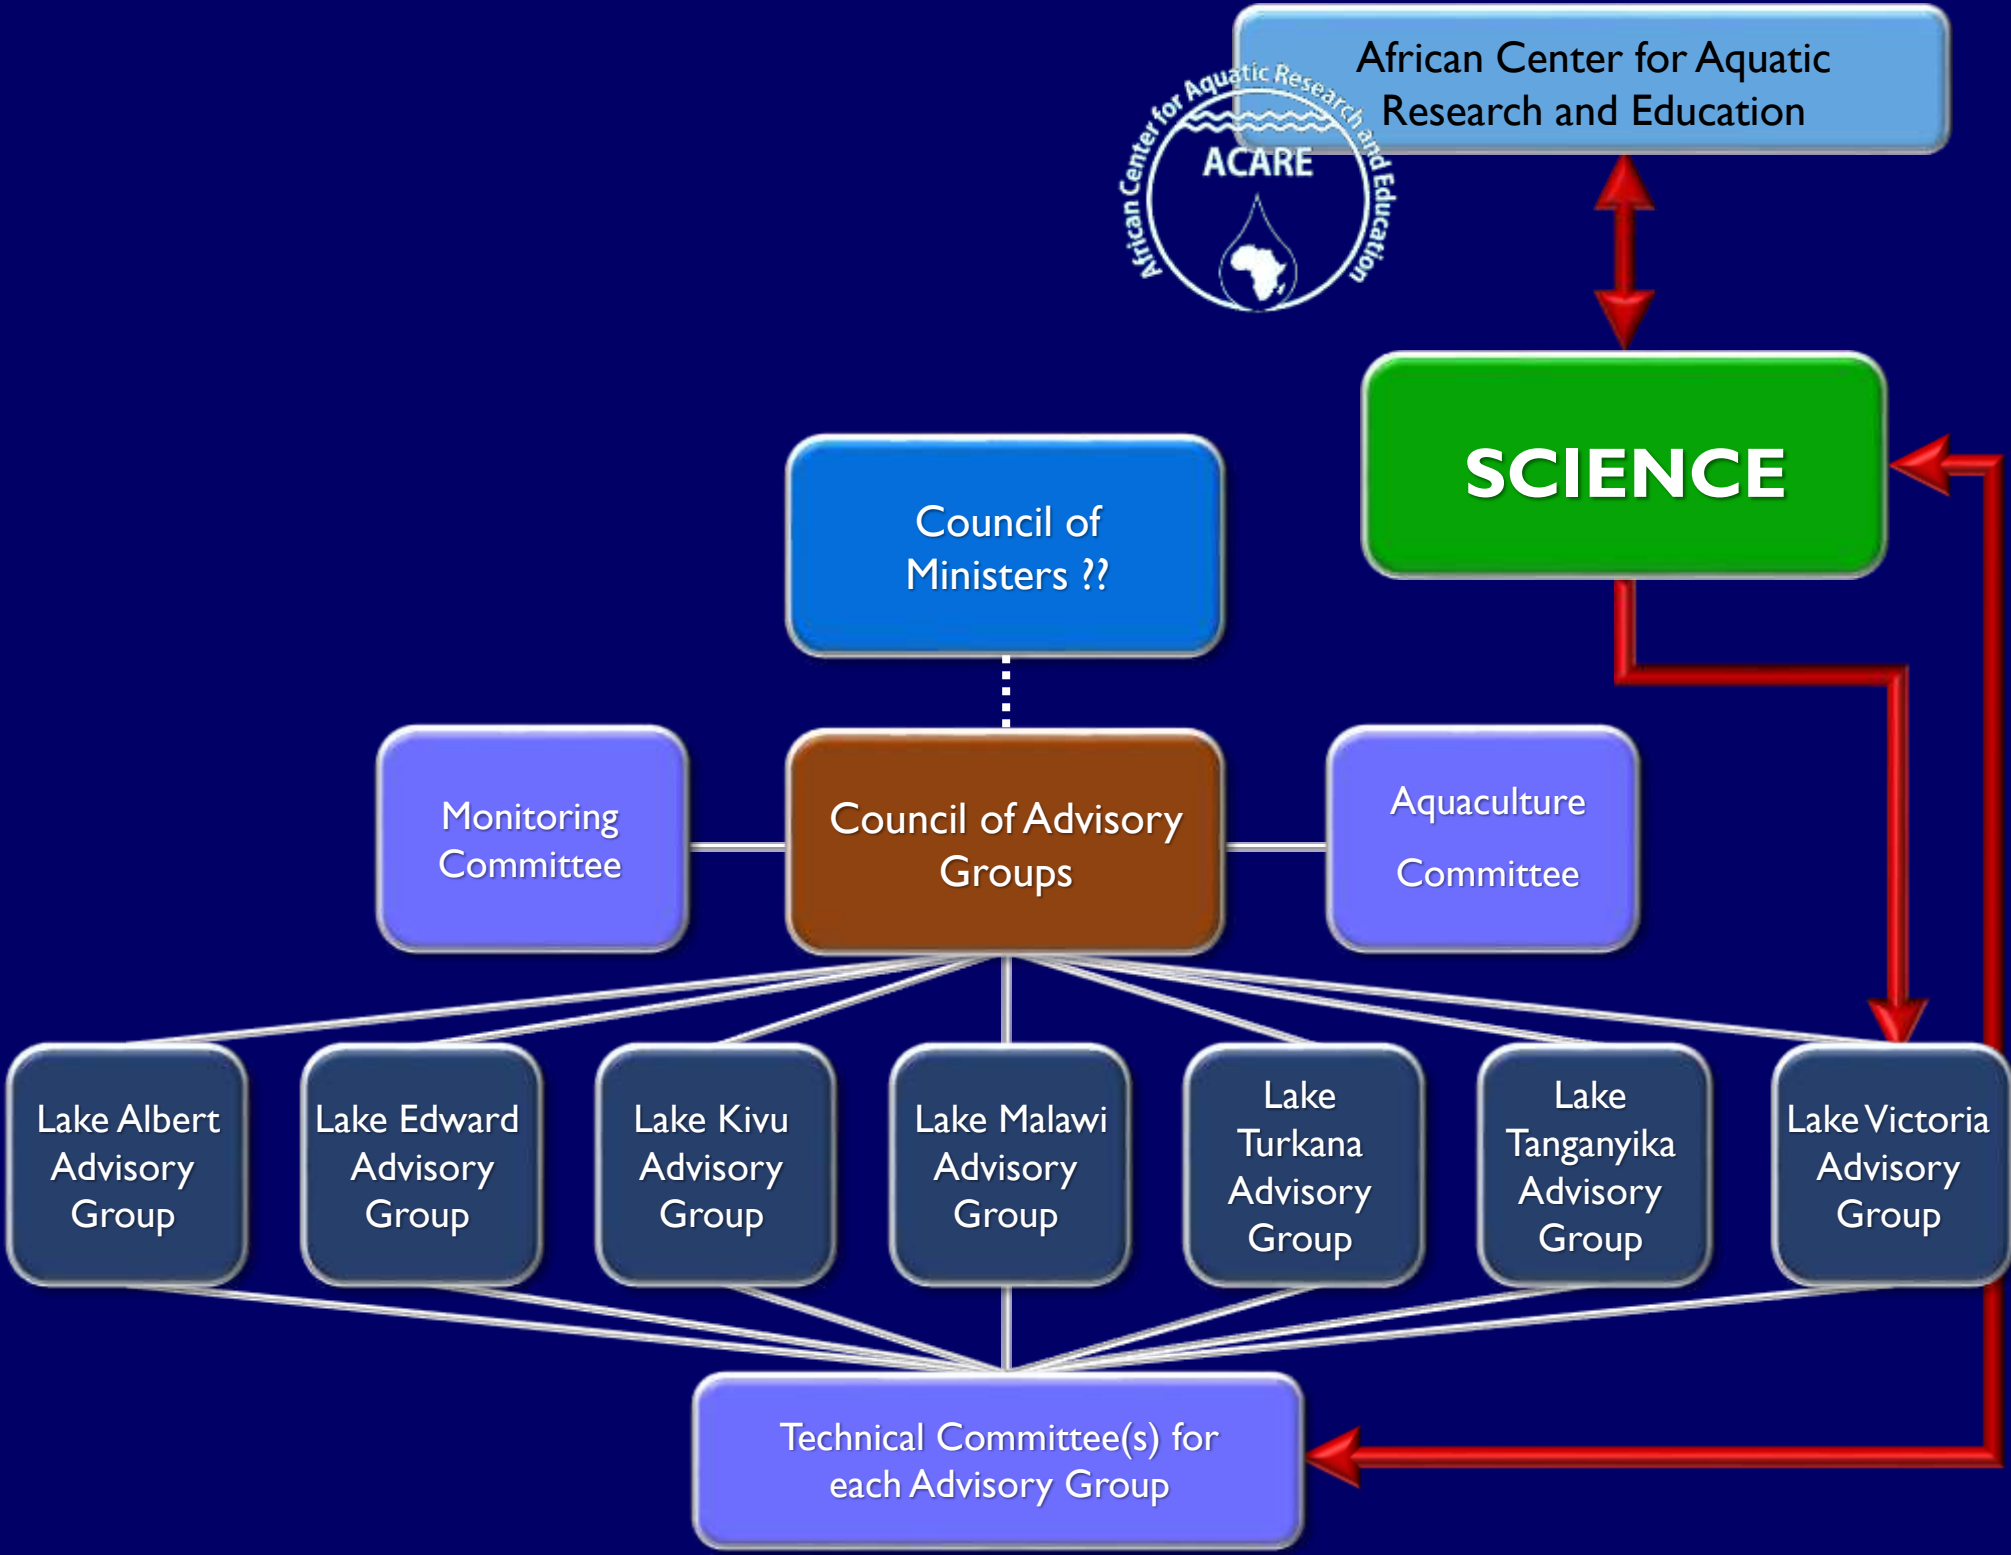 African Center for Aquatic
Research and Education
African Center for Aquatic Research and Education
ACARE
SCIENCE
Council of
Ministers ??
Monitoring
Committee
Council of Advisory
Groups
Aquaculture
Committee
Lake Albert
Advisory
Group
Lake Edward
Advisory
Group
Lake Kivu
Advisory
Group
Lake Malawi
Advisory
Group
Lake
Turkana
Advisory
Group
Lake
Tanganyika
Advisory
Group
Lake Victoria
Advisory
Group
Technical Committee(s) for
each Advisory Group